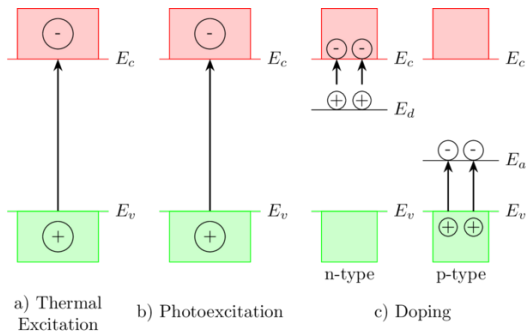 - - - - E_c E_c E_c E_c
+ + E_d
- - E_a
E_v E_v E_v E_v
+ + + +
n-type p-type
a) Thermal
Excitation
b) Photoexcitation
c) Doping